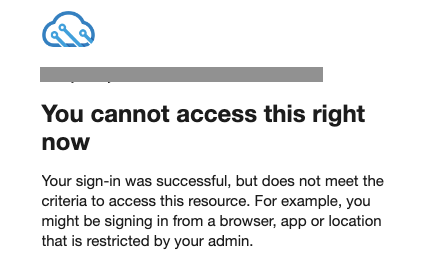 You cannot access this right
now
Your sign-in was successful, but does not meet the
criteria to access this resource. For example, you
might be signing in from a browser, app or location
that is restricted by your admin.